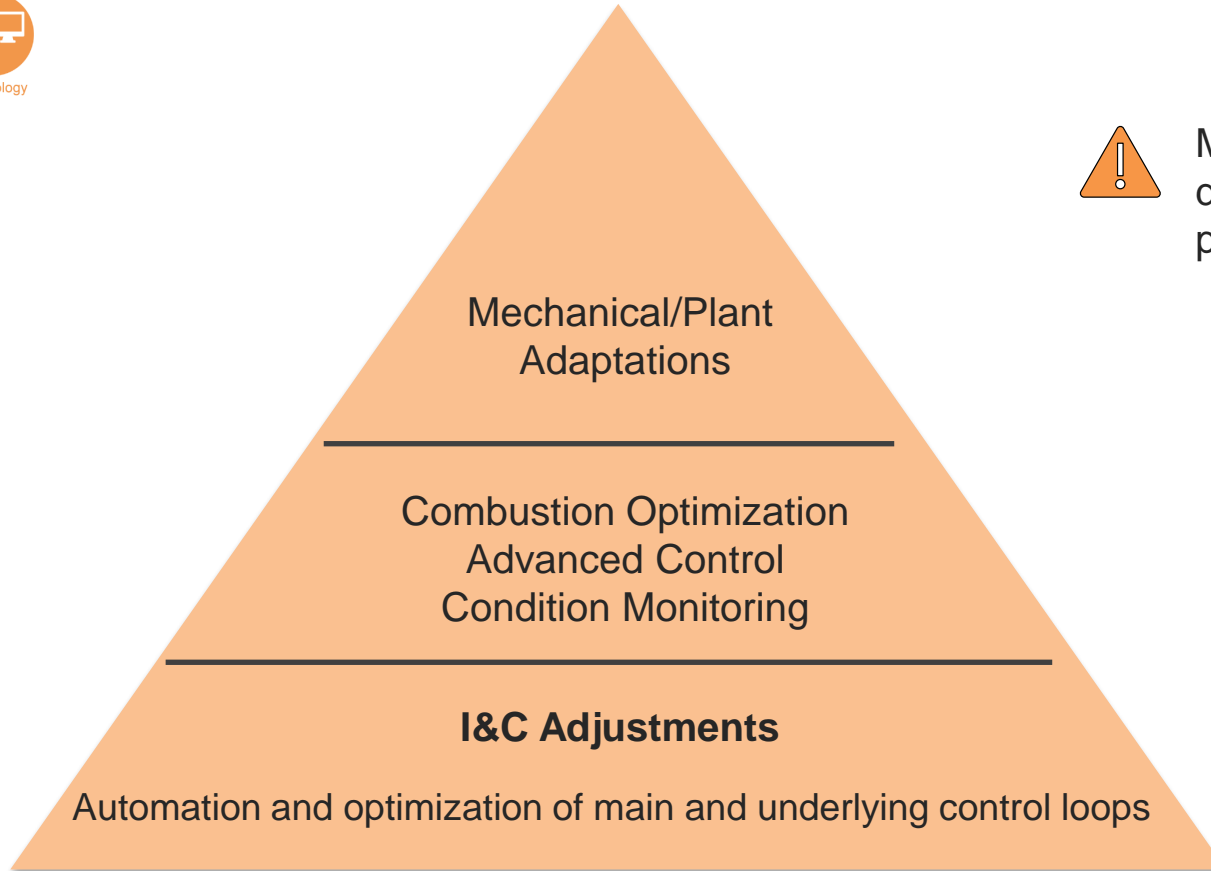 Mechanical/Plant
Adaptations
Combustion Optimization
Advanced Control
Condition Monitoring
I&C Adjustments
Automation and optimization of main and underlying control loops